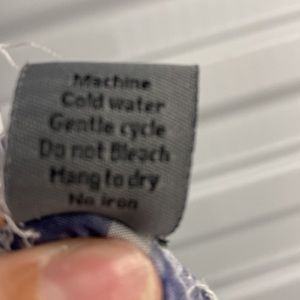 Machine
Cold water
Gentle cycle
Do not Bleach
Hang to dry
No iron